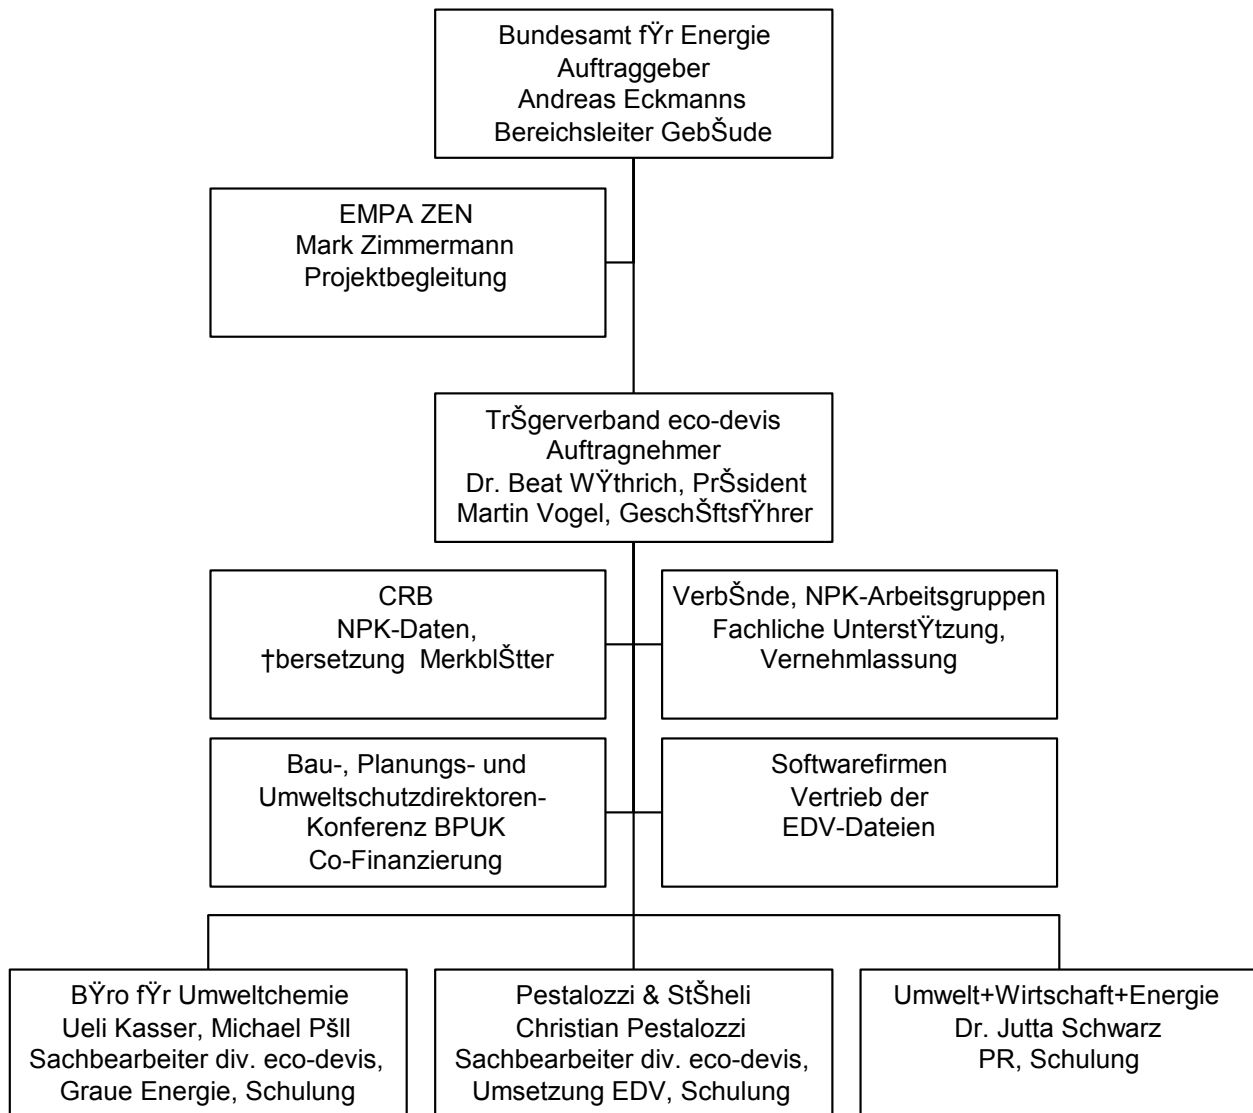 Bundesamt fŸr Energie
Auftraggeber
Andreas Eckmanns
Bereichsleiter GebŠude
EMPA ZEN
Mark Zimmermann
Projektbegleitung
TrŠgerverband eco-devis
Auftragnehmer
Dr. Beat WŸthrich, PrŠsident
Martin Vogel, GeschŠftsfŸhrer
CRB
NPK-Daten,
†bersetzung MerkblŠtter
VerbŠnde, NPK-Arbeitsgruppen
Fachliche UnterstŸtzung,
Vernehmlassung
Bau-, Planungs- und
Umweltschutzdirektoren-
Konferenz BPUK
Co-Finanzierung
Softwarefirmen
Vertrieb der
EDV-Dateien
BŸro fŸr Umweltchemie
Ueli Kasser, Michael Pšll
Sachbearbeiter div. eco-devis,
Graue Energie, Schulung
Pestalozzi & StŠheli
Christian Pestalozzi
Sachbearbeiter div. eco-devis,
Umsetzung EDV, Schulung
Umwelt+Wirtschaft+Energie
Dr. Jutta Schwarz
PR, Schulung